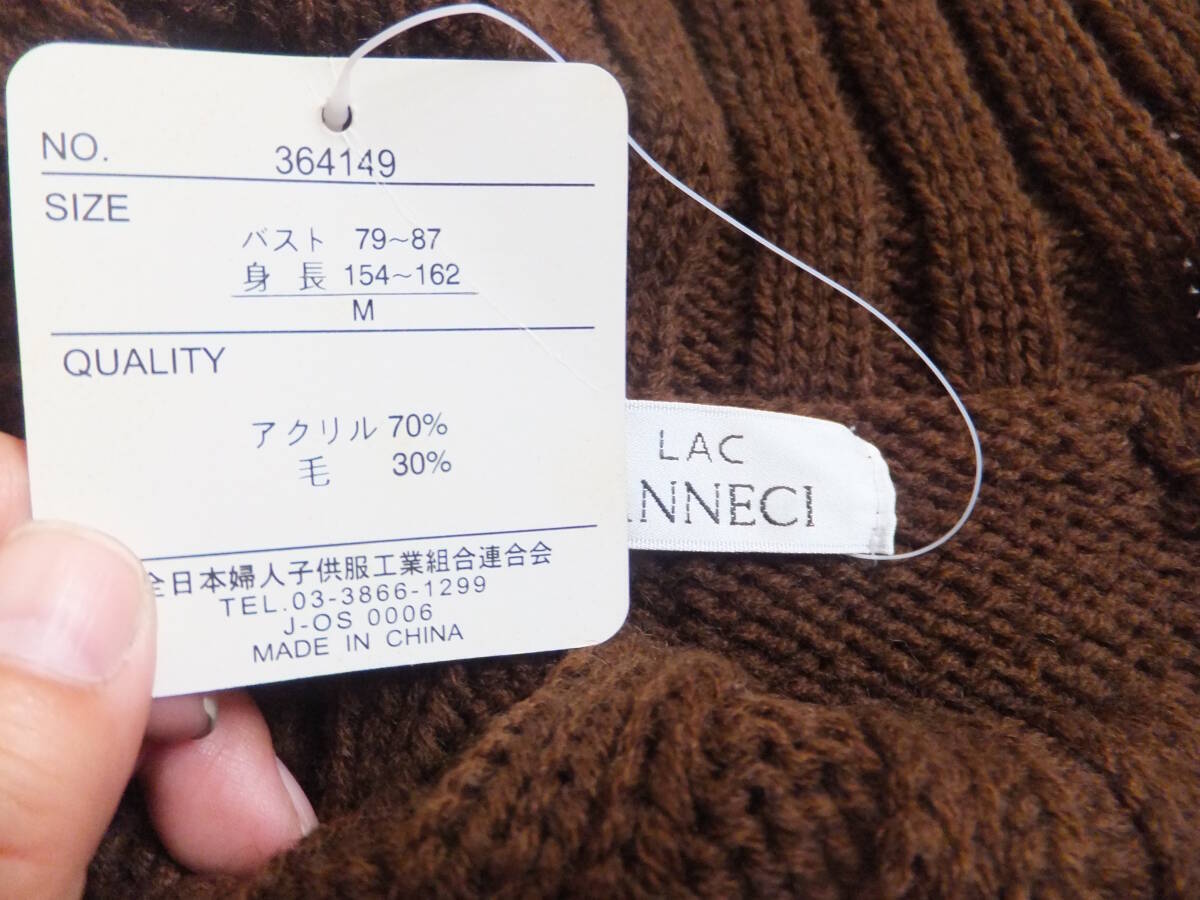 NO. 364149
SIZE
バスト 79~87
身 長 154~162
M
QUALITY
アクリル 70%
毛 30%
全日本婦人子供服工業組合連合会
TEL.03-3866-1299
J-OS 0006
MADE IN CHINA
LAC
ANNECI